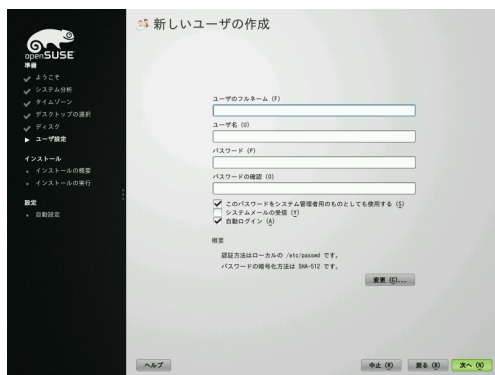 openSUSE
準備
ようこそ
システム分析
タイムゾーン
デスクトップの選択
ディスク
ユーザ設定
インストール
インストールの概要
インストールの実行
設定
自動設定
新しいユーザの作成
ユーザのフルネーム (F)
ユーザ名 (U)
パスワード (P)
パスワードの確認 (O)
このパスワードをシステム管理者用のものとしても使用する (S)
システムメールの受信 (Y)
自動ログイン (A)
概要
認証方法はローカルの /etc/passwd です。
パスワードの暗号化方法は SHA-512 です。
変更 (C)...
ヘルプ
中止 (R)
戻る (B)
次へ (N)